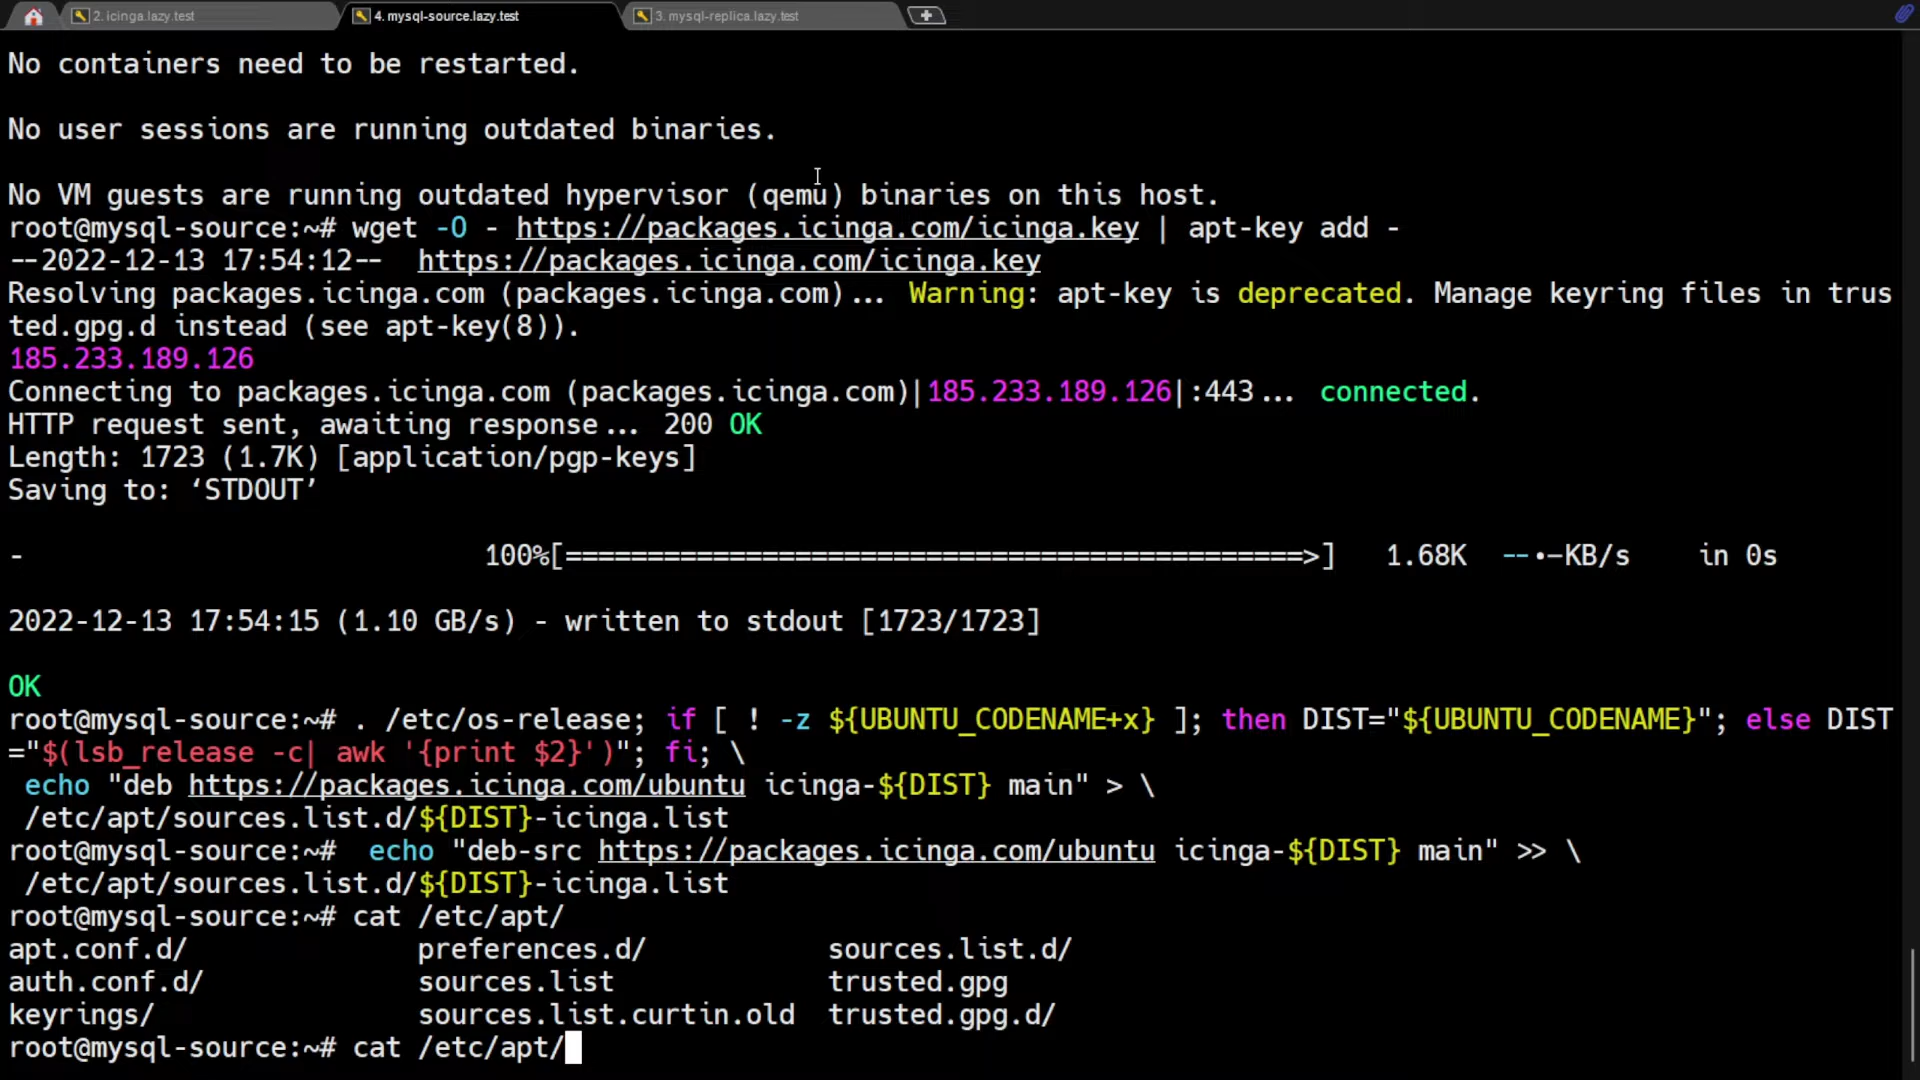 2. icinga.lazy.test
4. mysql-source.lazy.test
3. mysql-replica.lazy.test
No containers need to be restarted.
No user sessions are running outdated binaries.
No VM guests are running outdated hypervisor (qemu) binaries on this host.
root@mysql-source:~# wget -O - https://packages.icinga.com/icinga.key | apt-key add -
--2022-12-13 17:54:12--  https://packages.icinga.com/icinga.key
Resolving packages.icinga.com (packages.icinga.com)... Warning: apt-key is deprecated. Manage keyring files in trus
ted.gpg.d instead (see apt-key(8)).
185.233.189.126
Connecting to packages.icinga.com (packages.icinga.com)|185.233.189.126|:443... connected.
HTTP request sent, awaiting response... 200 OK
Length: 1723 (1.7K) [application/pgp-keys]
Saving to: ‘STDOUT’
-                             100%[=============================================>]   1.68K  --.-KB/s    in 0s
2022-12-13 17:54:15 (1.10 GB/s) - written to stdout [1723/1723]
OK
root@mysql-source:~# . /etc/os-release; if [ ! -z ${UBUNTU_CODENAME+x} ]; then DIST="${UBUNTU_CODENAME}"; else DIST
="$(lsb_release -c| awk '{print $2}')"; fi; \
 echo "deb https://packages.icinga.com/ubuntu icinga-${DIST} main" > \
 /etc/apt/sources.list.d/${DIST}-icinga.list
root@mysql-source:~#  echo "deb-src https://packages.icinga.com/ubuntu icinga-${DIST} main" >> \
 /etc/apt/sources.list.d/${DIST}-icinga.list
root@mysql-source:~# cat /etc/apt/
apt.conf.d/              preferences.d/           sources.list.d/
auth.conf.d/             sources.list             trusted.gpg
keyrings/                sources.list.curtin.old  trusted.gpg.d/
root@mysql-source:~# cat /etc/apt/